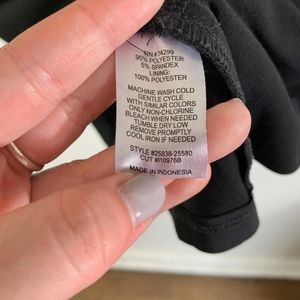 RN #74299
95% POLYESTER
5% SPANDEX
LINING:
100% POLYESTER
MACHINE WASH COLD
GENTLE CYCLE
WITH SIMILAR COLORS
ONLY NON-CHLORINE
BLEACH WHEN NEEDED
TUMBLE DRY LOW
REMOVE PROMPTLY
COOL IRON IF NEEDED
STYLE #25838-25580
CUT #I10976B
MADE IN INDONESIA